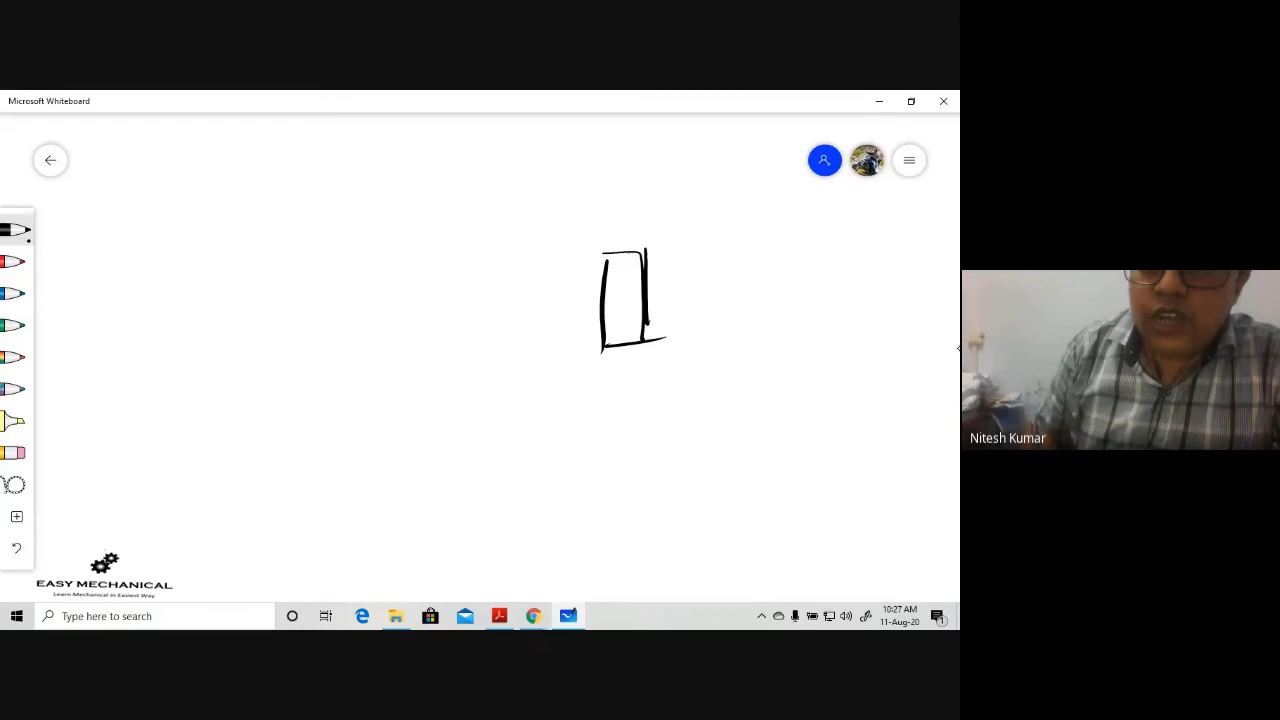 Microsoft Whiteboard
Nitesh Kumar
EASY MECHANICAL
Learn Mechanical in Easiest Way
Type here to search
10:27 AM
11-Aug-20
1